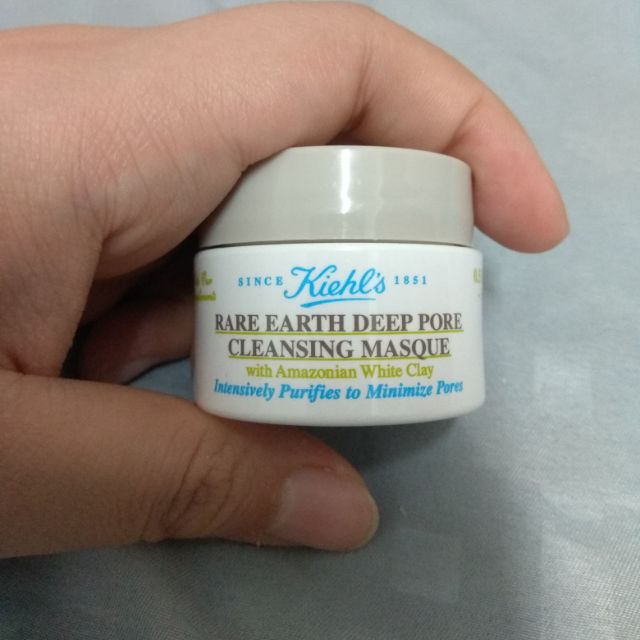 SINCE Kiehl's 1851
RARE EARTH DEEP PORE
CLEANSING MASQUE
with Amazonian White Clay
Intensively Purifies to Minimize Pores